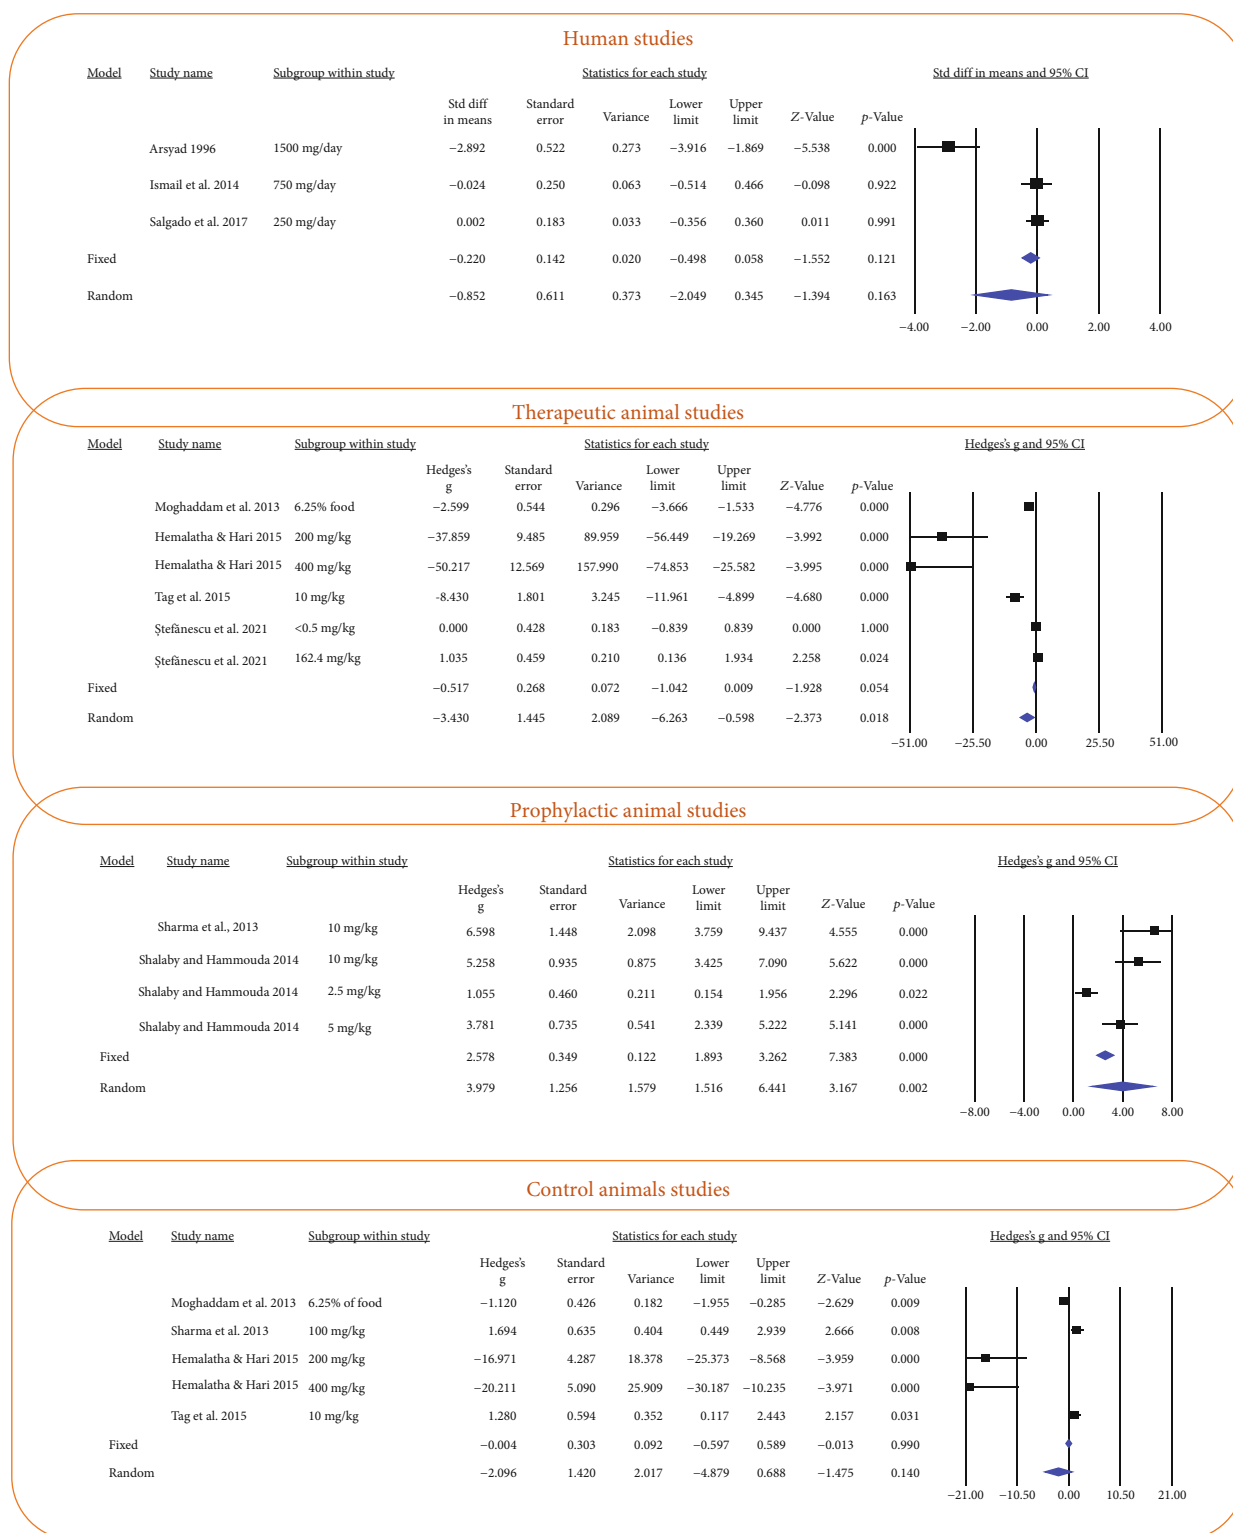 Human studies
Model Study name Subgroup within study Statistics for each study Std diff in means and 95% CI
Std diff in means Standard error Variance Lower limit Upper limit Z-Value p-Value
Arsyad 1996 1500 mg/day −2.892 0.522 0.273 −3.916 −1.869 −5.538 0.000
Ismail et al. 2014 750 mg/day −0.024 0.250 0.063 −0.514 0.466 −0.098 0.922
Salgado et al. 2017 250 mg/day 0.002 0.183 0.033 −0.356 0.360 0.011 0.991
Fixed −0.220 0.142 0.020 −0.498 0.058 −1.552 0.121
Random −0.852 0.611 0.373 −2.049 0.345 −1.394 0.163
−4.00 −2.00 0.00 2.00 4.00
Therapeutic animal studies
Model Study name Subgroup within study Statistics for each study Hedges's g and 95% CI
Hedges's g Standard error Variance Lower limit Upper limit Z-Value p-Value
Moghaddam et al. 2013 6.25% food −2.599 0.544 0.296 −3.666 −1.533 −4.776 0.000
Hemalatha & Hari 2015 200 mg/kg −37.859 9.485 89.959 −56.449 −19.269 −3.992 0.000
Hemalatha & Hari 2015 400 mg/kg −50.217 12.569 157.990 −74.853 −25.582 −3.995 0.000
Tag et al. 2015 10 mg/kg -8.430 1.801 3.245 −11.961 −4.899 −4.680 0.000
Ștefănescu et al. 2021 <0.5 mg/kg 0.000 0.428 0.183 −0.839 0.839 0.000 1.000
Ștefănescu et al. 2021 162.4 mg/kg 1.035 0.459 0.210 0.136 1.934 2.258 0.024
Fixed −0.517 0.268 0.072 −1.042 0.009 −1.928 0.054
Random −3.430 1.445 2.089 −6.263 −0.598 −2.373 0.018
−51.00 −25.50 0.00 25.50 51.00
Prophylactic animal studies
Model Study name Subgroup within study Statistics for each study Hedges's g and 95% CI
Hedges's g Standard error Variance Lower limit Upper limit Z-Value p-Value
Sharma et al., 2013 10 mg/kg 6.598 1.448 2.098 3.759 9.437 4.555 0.000
Shalaby and Hammouda 2014 10 mg/kg 5.258 0.935 0.875 3.425 7.090 5.622 0.000
Shalaby and Hammouda 2014 2.5 mg/kg 1.055 0.460 0.211 0.154 1.956 2.296 0.022
Shalaby and Hammouda 2014 5 mg/kg 3.781 0.735 0.541 2.339 5.222 5.141 0.000
Fixed 2.578 0.349 0.122 1.893 3.262 7.383 0.000
Random 3.979 1.256 1.579 1.516 6.441 3.167 0.002
−8.00 −4.00 0.00 4.00 8.00
Control animals studies
Model Study name Subgroup within study Statistics for each study Hedges's g and 95% CI
Hedges's g Standard error Variance Lower limit Upper limit Z-Value p-Value
Moghaddam et al. 2013 6.25% of food −1.120 0.426 0.182 −1.955 −0.285 −2.629 0.009
Sharma et al. 2013 100 mg/kg 1.694 0.635 0.404 0.449 2.939 2.666 0.008
Hemalatha & Hari 2015 200 mg/kg −16.971 4.287 18.378 −25.373 −8.568 −3.959 0.000
Hemalatha & Hari 2015 400 mg/kg −20.211 5.090 25.909 −30.187 −10.235 −3.971 0.000
Tag et al. 2015 10 mg/kg 1.280 0.594 0.352 0.117 2.443 2.157 0.031
Fixed −0.004 0.303 0.092 −0.597 0.589 −0.013 0.990
Random −2.096 1.420 2.017 −4.879 0.688 −1.475 0.140
−21.00 −10.50 0.00 10.50 21.00